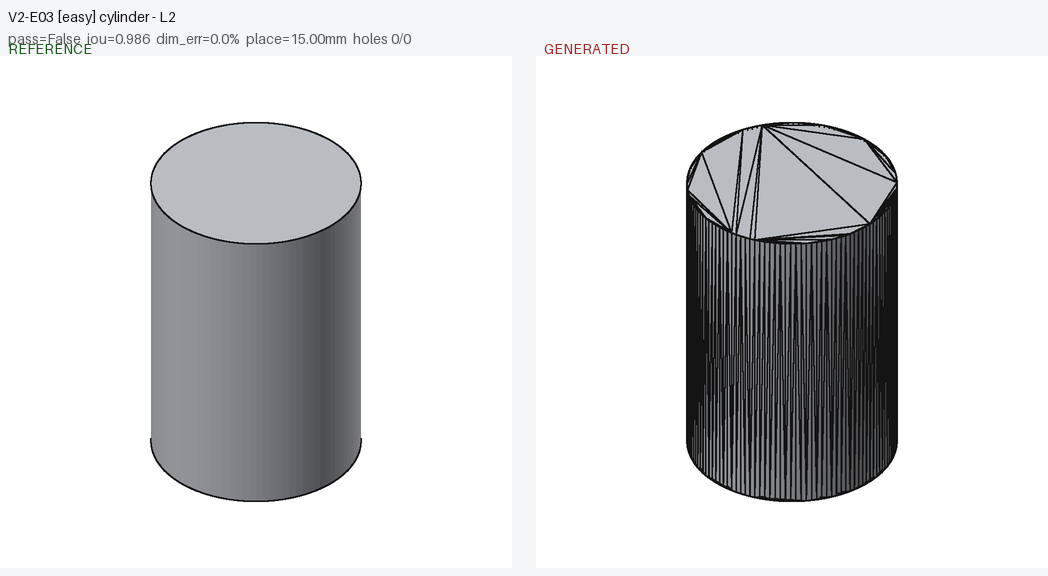 V2-E03 [easy] cylinder - L2
pass=False iou=0.986 dim_err=0.0% place=15.00mm holes 0/0
REFERENCE
GENERATED